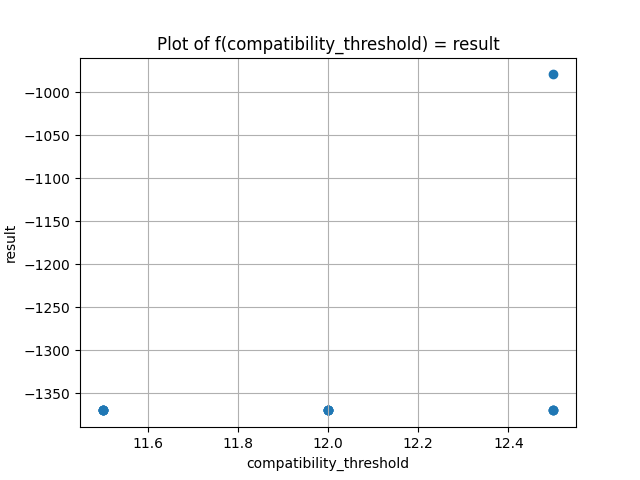 Plot of f(compatibility_threshold) = result
−1000
−1050
−1100
−1150
−1200
−1250
−1300
−1350
result
11.6 11.8 12.0 12.2 12.4
compatibility_threshold